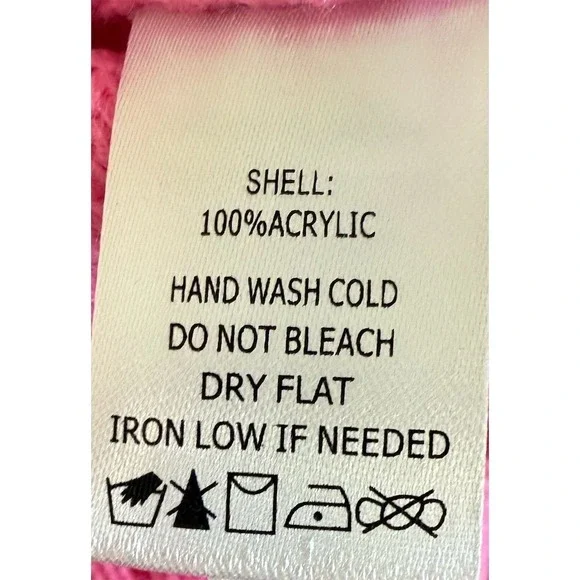 SHELL:
100%ACRYLIC
HAND WASH COLD
DO NOT BLEACH
DRY FLAT
IRON LOW IF NEEDED